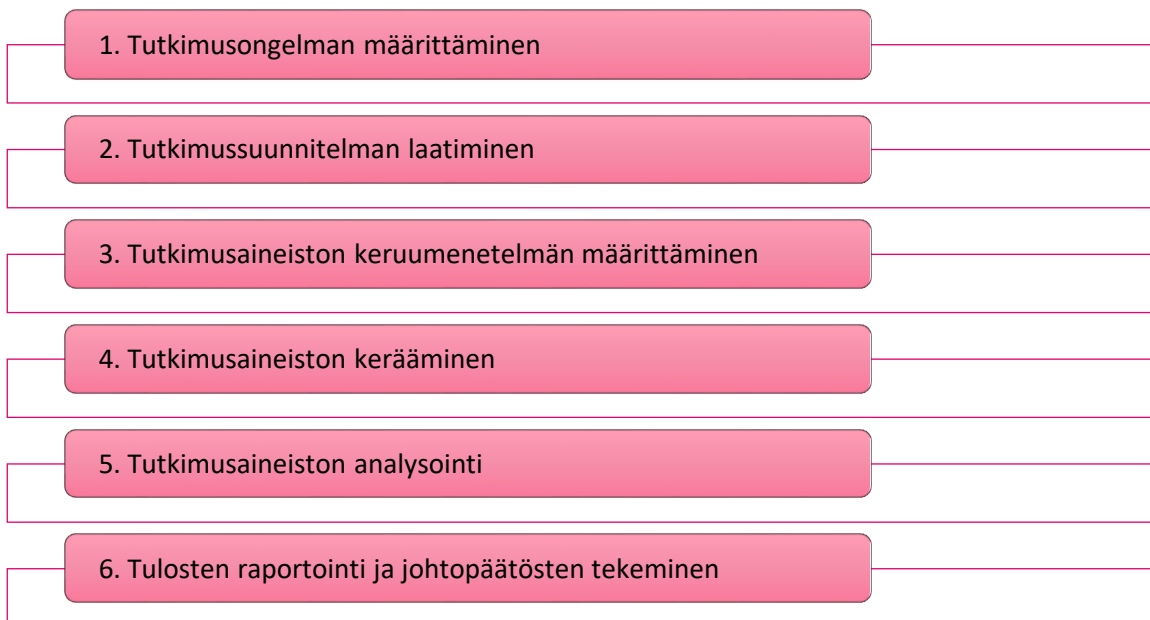 1. Tutkimusongelman määrittäminen
2. Tutkimussuunnitelman laatiminen
3. Tutkimusaineiston keruumenetelmän määrittäminen
4. Tutkimusaineiston kerääminen
5. Tutkimusaineiston analysointi
6. Tulosten raportointi ja johtopäätösten tekeminen